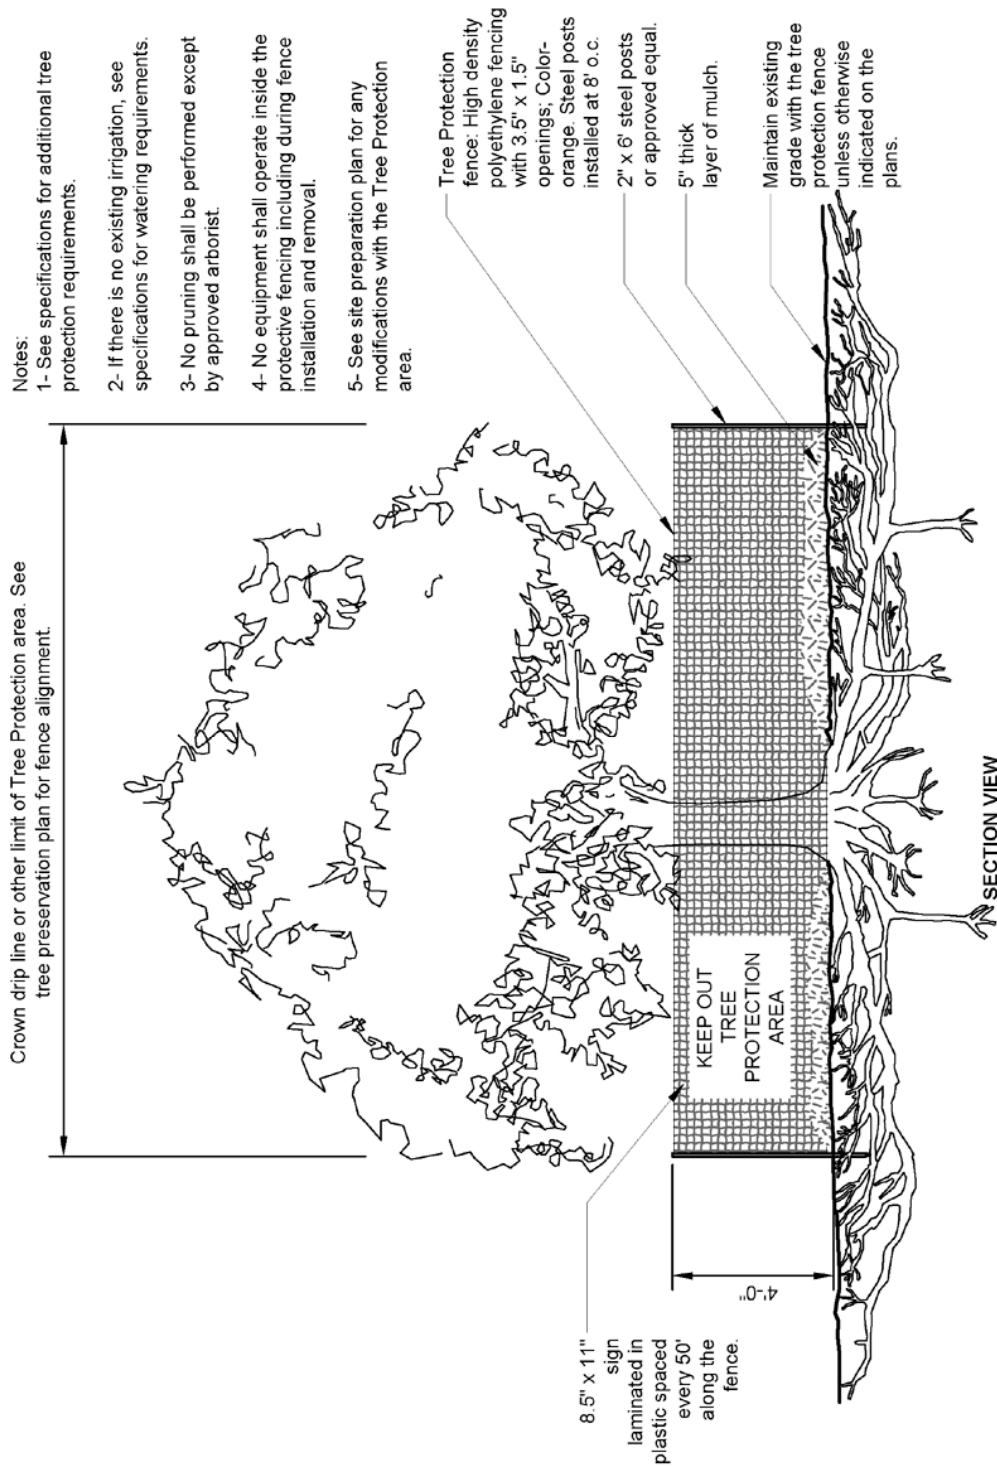 Crown drip line or other limit of Tree Protection area. See
tree preservation plan for fence alignment.
Notes:
1- See specifications for additional tree
protection requirements.
2- If there is no existing irrigation, see
specifications for watering requirements.
3- No pruning shall be performed except
by approved arborist.
4- No equipment shall operate inside the
protective fencing including during fence
installation and removal.
5- See site preparation plan for any
modifications with the Tree Protection
area.
Tree Protection
fence: High density
polyethylene fencing
with 3.5" x 1.5"
openings; Color-
orange. Steel posts
installed at 8' o.c.
2" x 6' steel posts
or approved equal.
5" thick
layer of mulch.
Maintain existing
grade with the tree
protection fence
unless otherwise
indicated on the
plans.
8.5" x 11"
sign
laminated in
plastic spaced
every 50'
along the
fence.
4'-0"
KEEP OUT
TREE
PROTECTION
AREA
SECTION VIEW